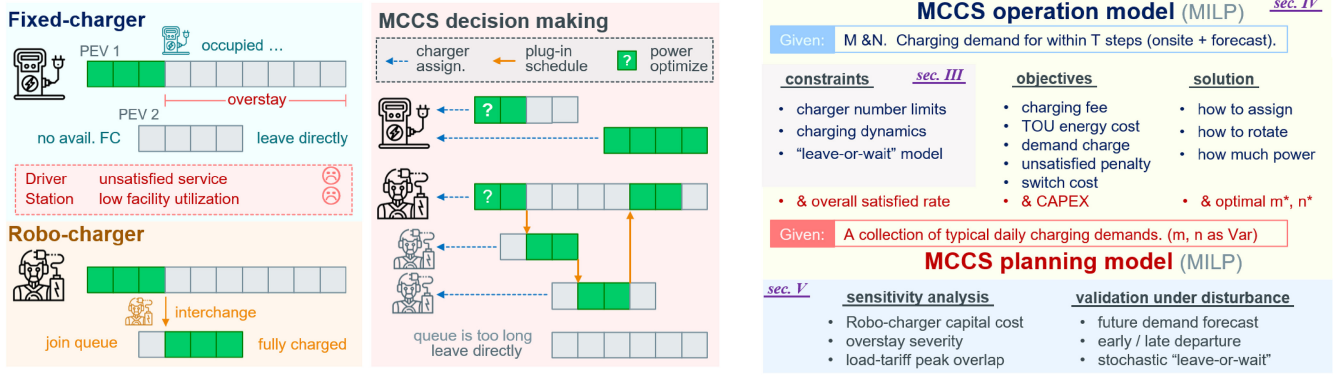 Fixed-charger
PEV 1
occupied ...
overstay
PEV 2
no avail. FC
leave directly
Driver unsatisfied service
Station low facility utilization
Robo-charger
interchange
join queue
fully charged
MCCS decision making
charger assign.
plug-in schedule
? power optimize
?
?
queue is too long
leave directly
MCCS operation model (MILP)
sec. IV
Given: M &N. Charging demand for within T steps (onsite + forecast).
constraints
sec. III
• charger number limits
• charging dynamics
• "leave-or-wait" model
• & overall satisfied rate
objectives
• charging fee
• TOU energy cost
• demand charge
• unsatisfied penalty
• switch cost
• & CAPEX
solution
• how to assign
• how to rotate
• how much power
• & optimal m*, n*
Given: A collection of typical daily charging demands. (m, n as Var)
MCCS planning model (MILP)
sec. V
sensitivity analysis
• Robo-charger capital cost
• overstay severity
• load-tariff peak overlap
validation under disturbance
• future demand forecast
• early / late departure
• stochastic "leave-or-wait"